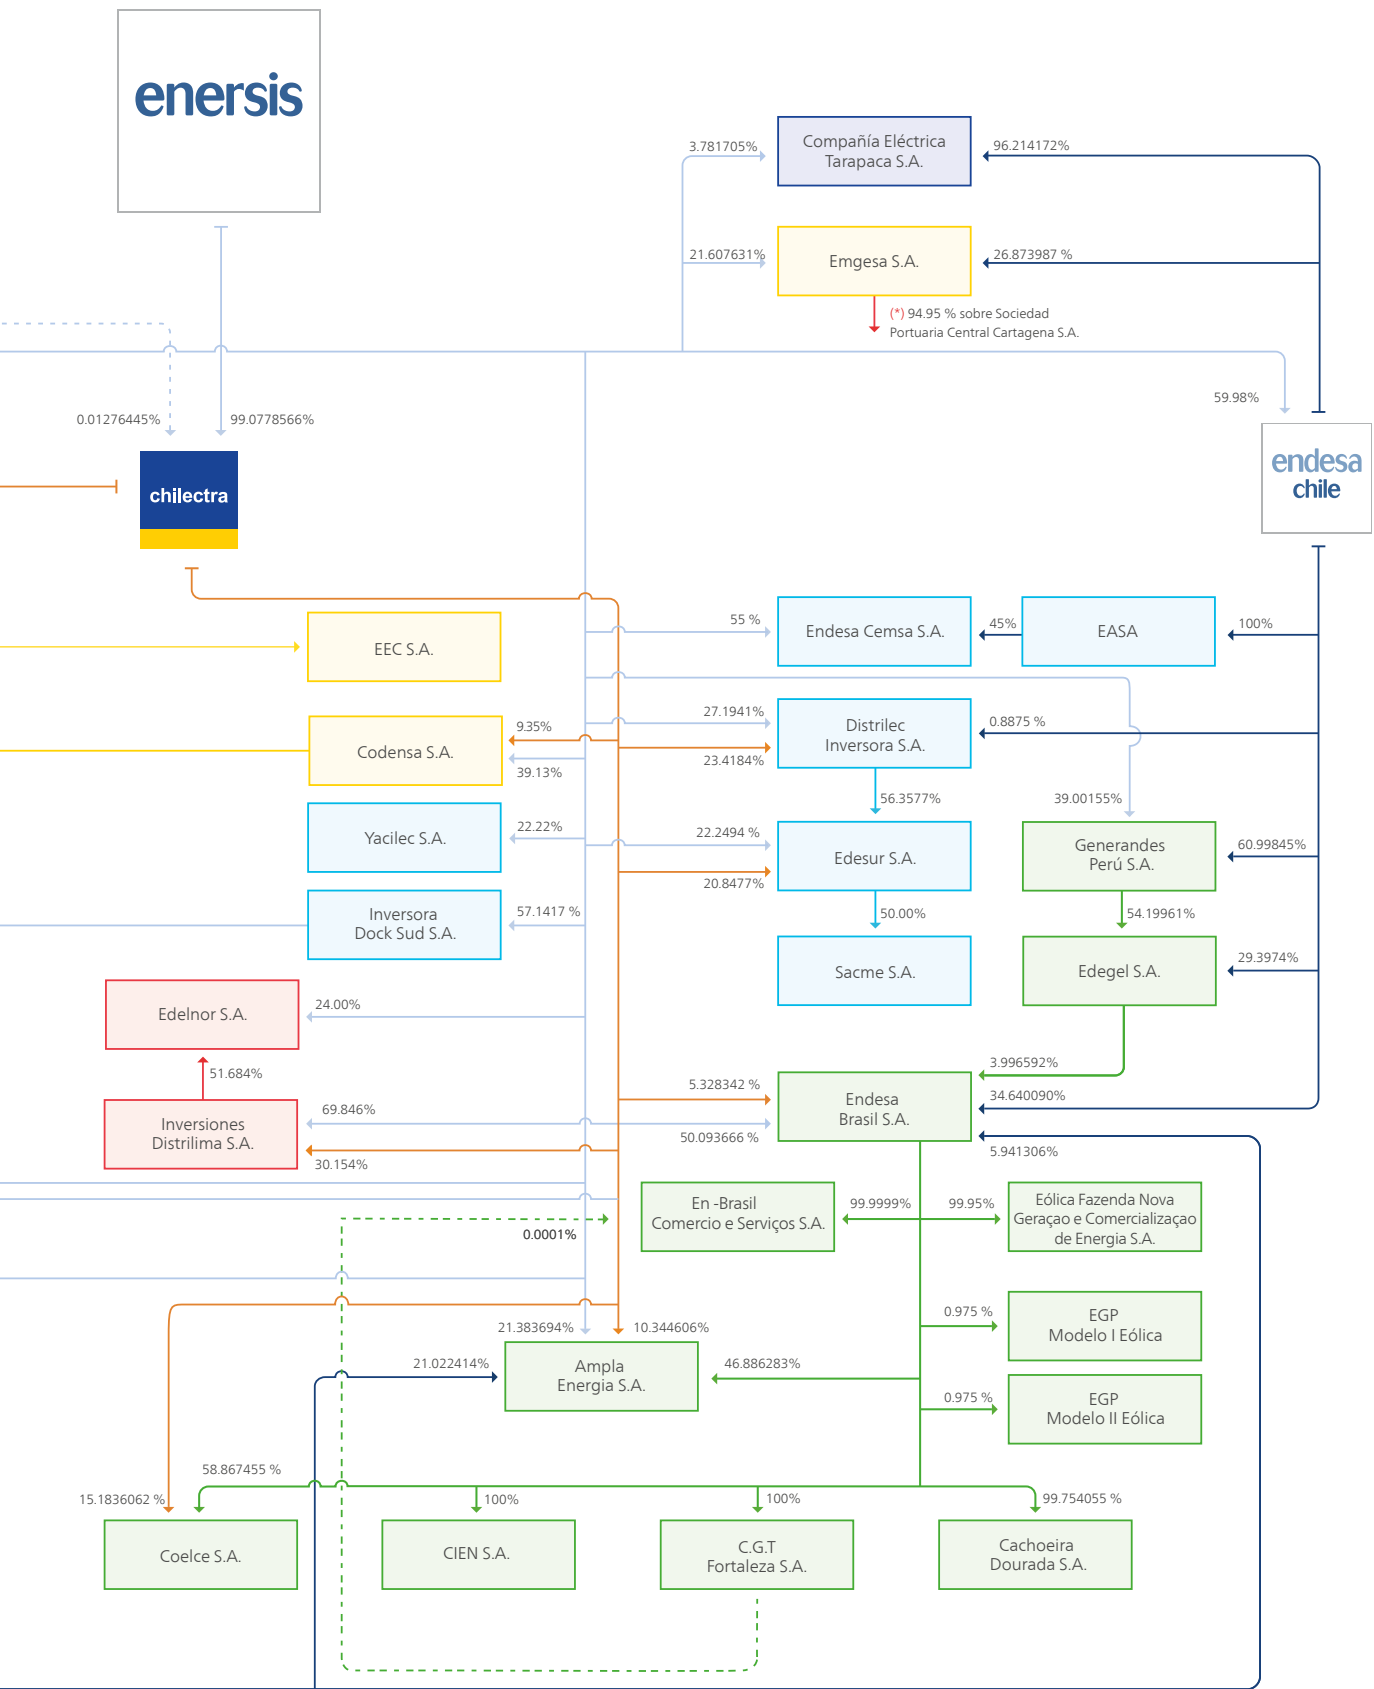 enersis
3.781705%
Compañía Eléctrica
Tarapaca S.A.
96.214172%
21.607631%
Emgesa S.A.
26.873987 %
(*) 94.95 % sobre Sociedad
Portuaria Central Cartagena S.A.
0.01276445%
99.0778566%
59.98%
chilectra
endesa
chile
EEC S.A.
55 %
Endesa Cemsa S.A.
45%
EASA
100%
Codensa S.A.
9.35%
39.13%
27.1941%
23.4184%
Distrilec
Inversora S.A.
0.8875 %
56.3577%
39.00155%
Yacilec S.A.
22.22%
22.2494 %
20.8477%
Edesur S.A.
Generandes
Perú S.A.
60.99845%
Inversora
Dock Sud S.A.
57.1417 %
50.00%
54.19961%
Sacme S.A.
Edegel S.A.
29.3974%
Edelnor S.A.
24.00%
51.684%
3.996592%
Inversiones
Distrilima S.A.
69.846%
30.154%
5.328342 %
50.093666 %
Endesa
Brasil S.A.
34.640090%
5.941306%
En -Brasil
Comercio e Serviços S.A.
99.9999%
99.95%
Eólica Fazenda Nova
Geraçao e Comercializaçao
de Energia S.A.
0.0001%
0.975 %
EGP
Modelo I Eólica
21.383694%
10.344606%
21.022414%
Ampla
Energia S.A.
46.886283%
0.975 %
EGP
Modelo II Eólica
58.867455 %
15.1836062 %
100%
100%
99.754055 %
Coelce S.A.
CIEN S.A.
C.G.T
Fortaleza S.A.
Cachoeira
Dourada S.A.